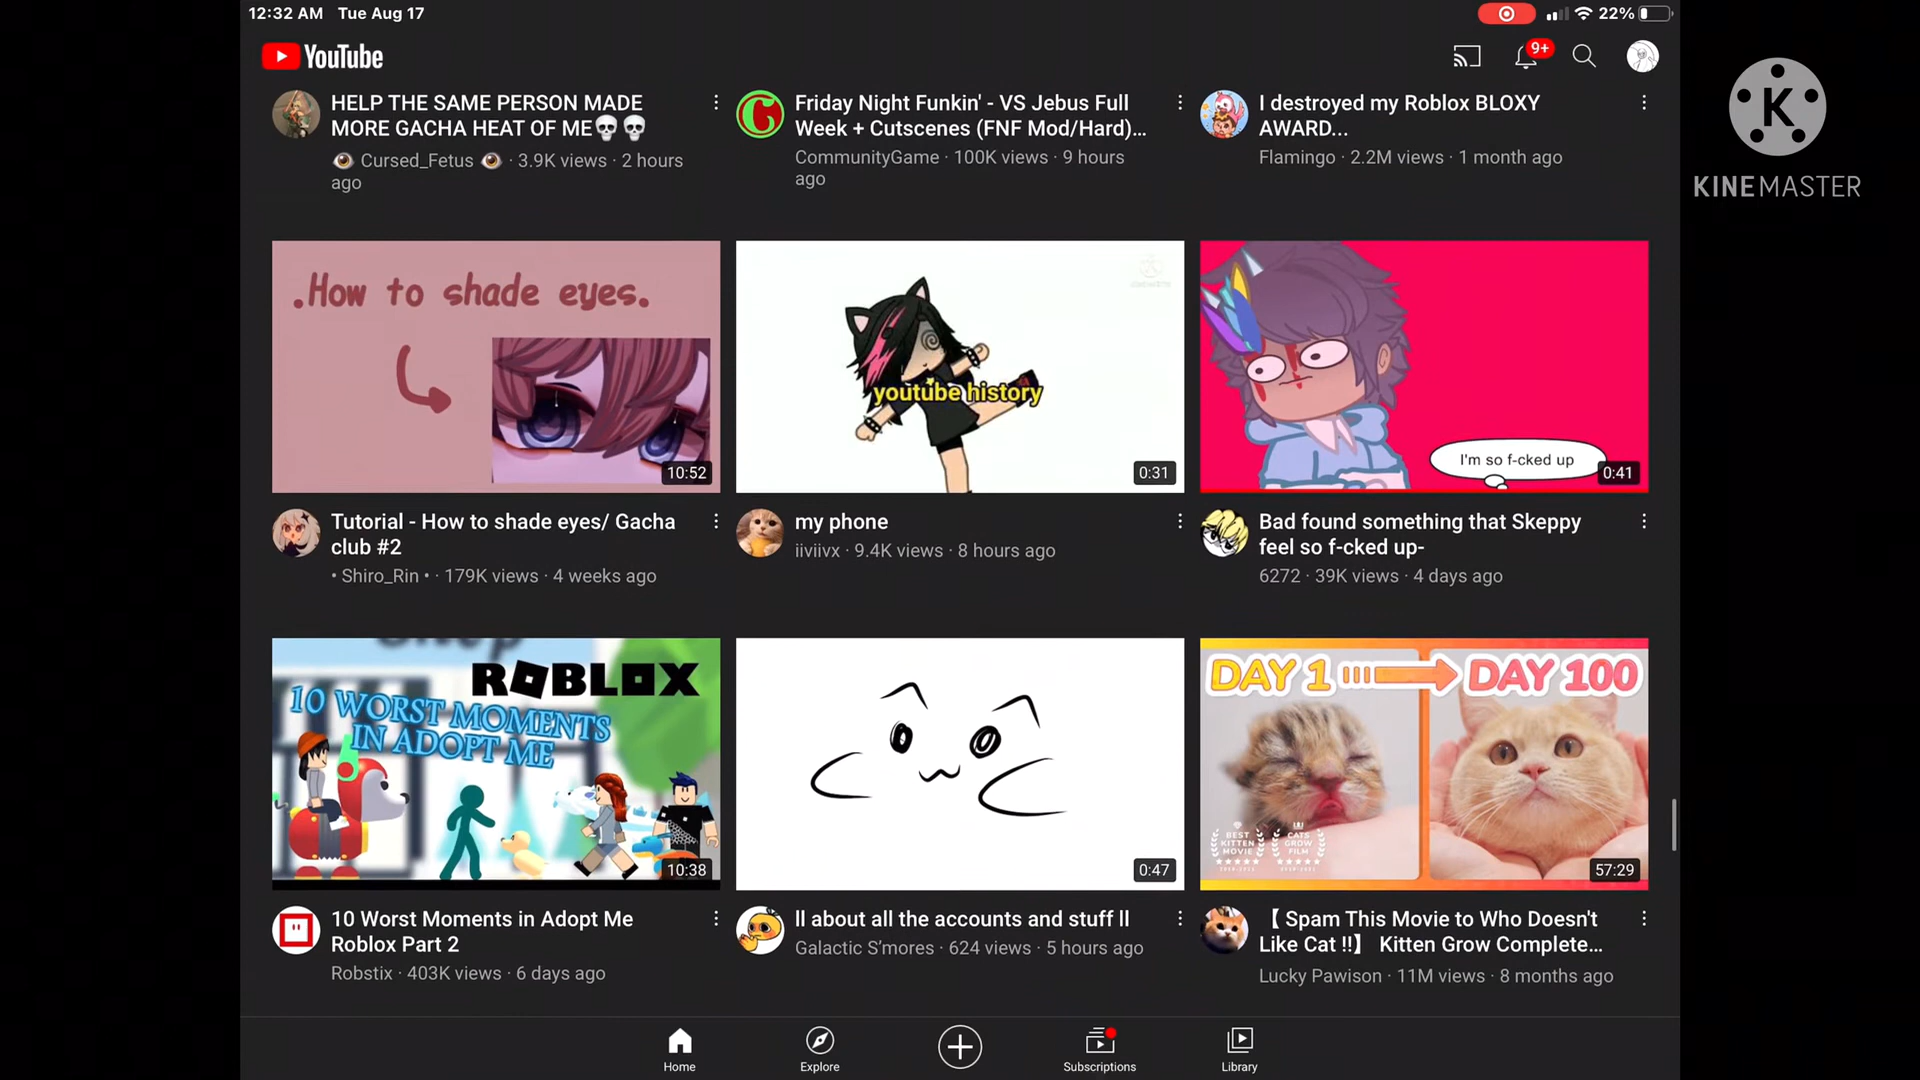 12:32 AM Tue Aug 17
22%
YouTube
9+
HELP THE SAME PERSON MADE
MORE GACHA HEAT OF ME💀💀
👁 Cursed_Fetus 👁 · 3.9K views · 2 hours
ago
Friday Night Funkin' - VS Jebus Full
Week + Cutscenes (FNF Mod/Hard)...
CommunityGame · 100K views · 9 hours
ago
I destroyed my Roblox BLOXY
AWARD...
Flamingo · 2.2M views · 1 month ago
K
KINEMASTER
.How to shade eyes.
10:52
youtube history
0:31
I'm so f-cked up
0:41
Tutorial - How to shade eyes/ Gacha
club #2
• Shiro_Rin • · 179K views · 4 weeks ago
my phone
iiviivx · 9.4K views · 8 hours ago
Bad found something that Skeppy
feel so f-cked up-
6272 · 39K views · 4 days ago
ROBLOX
10 WORST MOMENTS
IN ADOPT ME
10:38
0:47
DAY 1 DAY 100
BEST
KITTEN
MOVIE
CATS
GROW
FILM
57:29
10 Worst Moments in Adopt Me
Roblox Part 2
Robstix · 403K views · 6 days ago
ll about all the accounts and stuff ll
Galactic S'mores · 624 views · 5 hours ago
【 Spam This Movie to Who Doesn't
Like Cat !!】 Kitten Grow Complete...
Lucky Pawison · 11M views · 8 months ago
Home
Explore
Subscriptions
Library